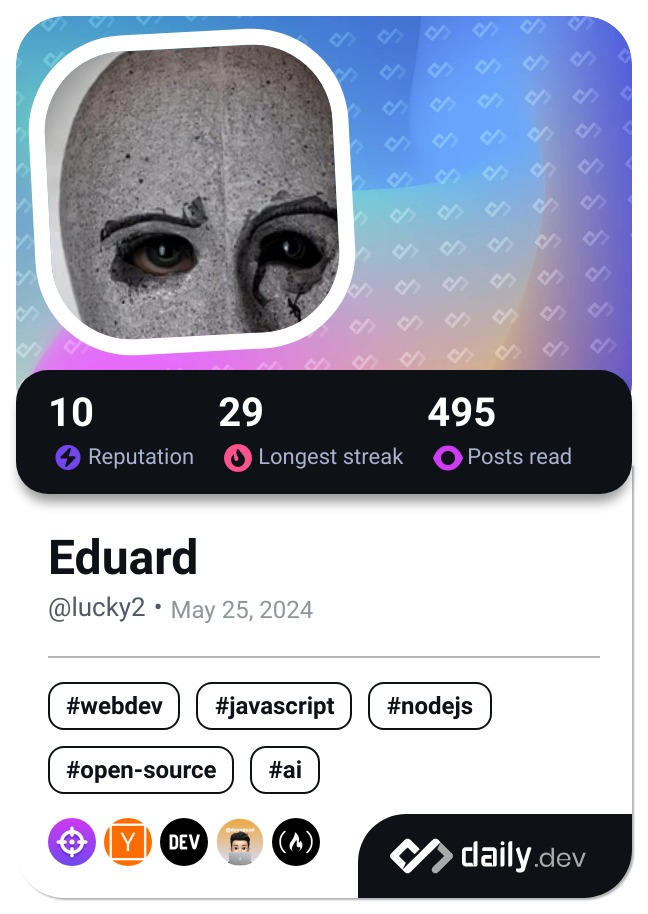 10 29 495
Reputation Longest streak Posts read
Eduard
@lucky2 • May 25, 2024
#webdev #javascript #nodejs
#open-source #ai
Y DEV
daily.dev